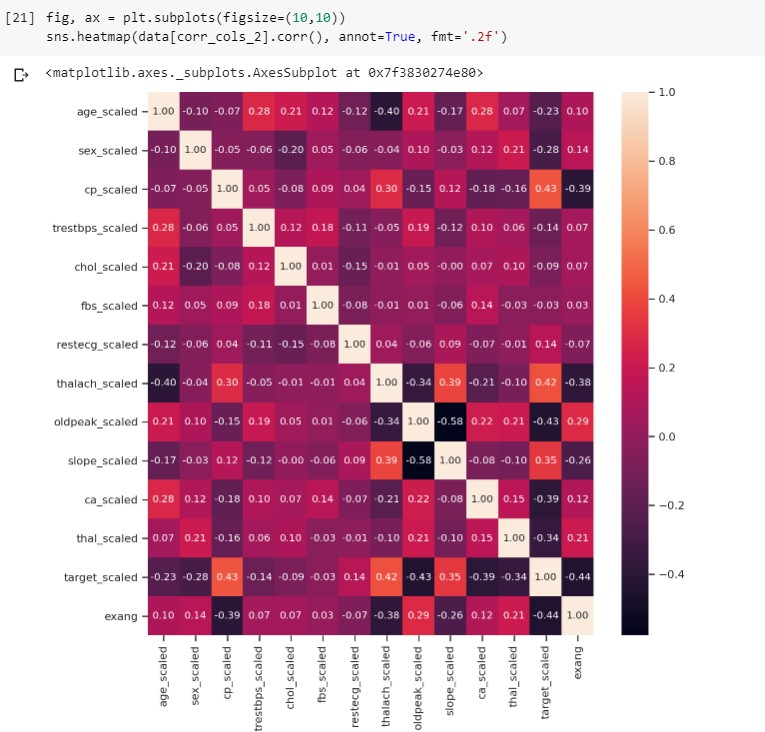 [21] fig, ax = plt.subplots(figsize=(10,10))
sns.heatmap(data[corr_cols_2].corr(), annot=True, fmt='.2f')
<matplotlib.axes._subplots.AxesSubplot at 0x7f3830274e80>
age_scaled 1.00 -0.10 -0.07 0.28 0.21 0.12 -0.12 -0.40 0.21 -0.17 0.28 0.07 -0.23 0.10
sex_scaled -0.10 1.00 -0.05 -0.06 -0.20 0.05 -0.06 -0.04 0.10 -0.03 0.12 0.21 -0.28 0.14
cp_scaled -0.07 -0.05 1.00 0.05 -0.08 0.09 0.04 0.30 -0.15 0.12 -0.18 -0.16 0.43 -0.39
trestbps_scaled 0.28 -0.06 0.05 1.00 0.12 0.18 -0.11 -0.05 0.19 -0.12 0.10 0.06 -0.14 0.07
chol_scaled 0.21 -0.20 -0.08 0.12 1.00 0.01 -0.15 -0.01 0.05 -0.00 0.07 0.10 -0.09 0.07
fbs_scaled 0.12 0.05 0.09 0.18 0.01 1.00 -0.08 -0.01 0.01 -0.06 0.14 -0.03 -0.03 0.03
restecg_scaled -0.12 -0.06 0.04 -0.11 -0.15 -0.08 1.00 0.04 -0.06 0.09 -0.07 -0.01 0.14 -0.07
thalach_scaled -0.40 -0.04 0.30 -0.05 -0.01 -0.01 0.04 1.00 -0.34 0.39 -0.21 -0.10 0.42 -0.38
oldpeak_scaled 0.21 0.10 -0.15 0.19 0.05 0.01 -0.06 -0.34 1.00 -0.58 0.22 0.21 -0.43 0.29
slope_scaled -0.17 -0.03 0.12 -0.12 -0.00 -0.06 0.09 0.39 -0.58 1.00 -0.08 -0.10 0.35 -0.26
ca_scaled 0.28 0.12 -0.18 0.10 0.07 0.14 -0.07 -0.21 0.22 -0.08 1.00 0.15 -0.39 0.12
thal_scaled 0.07 0.21 -0.16 0.06 0.10 -0.03 -0.01 -0.10 0.21 -0.10 0.15 1.00 -0.34 0.21
target_scaled -0.23 -0.28 0.43 -0.14 -0.09 -0.03 0.14 0.42 -0.43 0.35 -0.39 -0.34 1.00 -0.44
exang 0.10 0.14 -0.39 0.07 0.07 0.03 -0.07 -0.38 0.29 -0.26 0.12 0.21 -0.44 1.00
age_scaled
sex_scaled
cp_scaled
trestbps_scaled
chol_scaled
fbs_scaled
restecg_scaled
thalach_scaled
oldpeak_scaled
slope_scaled
ca_scaled
thal_scaled
target_scaled
exang
1.0
0.8
0.6
0.4
0.2
0.0
−0.2
−0.4